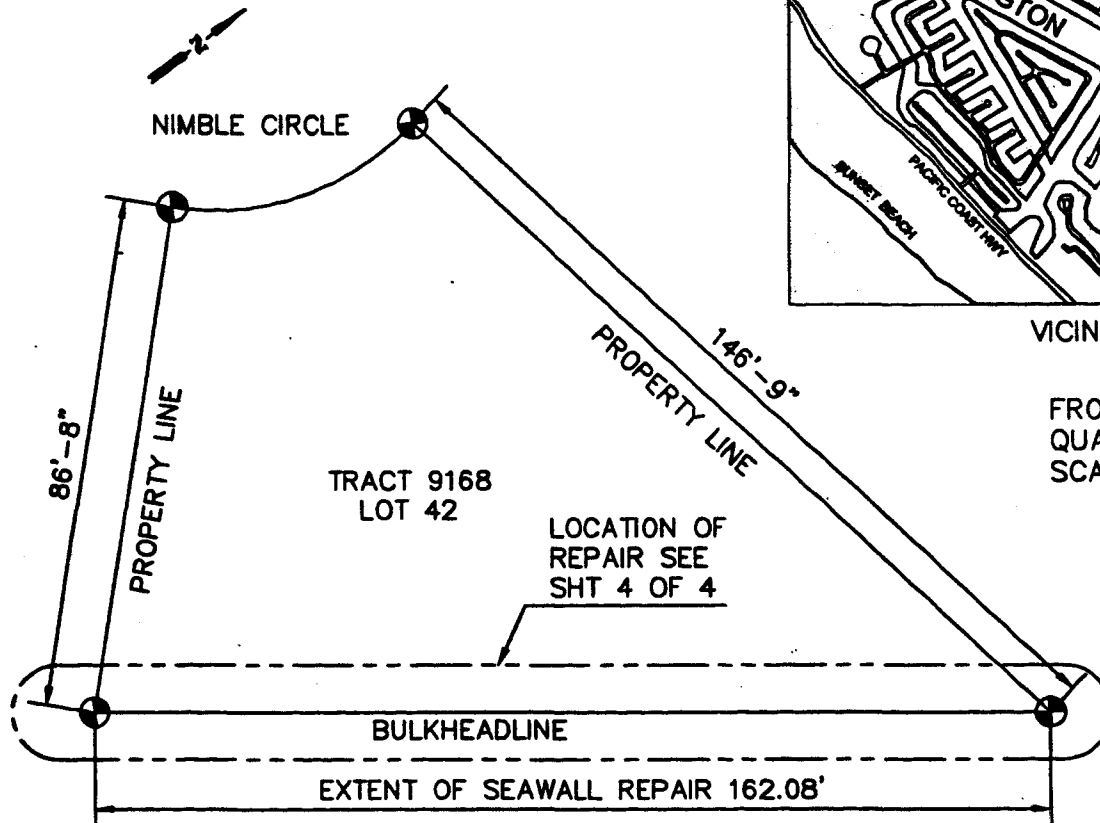 N
NIMBLE CIRCLE
SUNSET BEACH
PACIFIC COAST HWY
146'-9"
PROPERTY LINE
86'-8"
PROPERTY LINE
TRACT 9168
LOT 42
LOCATION OF
REPAIR SEE
SHT 4 OF 4
BULKHEADLINE
EXTENT OF SEAWALL REPAIR 162.08'
GTON
VICIN
FRO
QUA
SCA